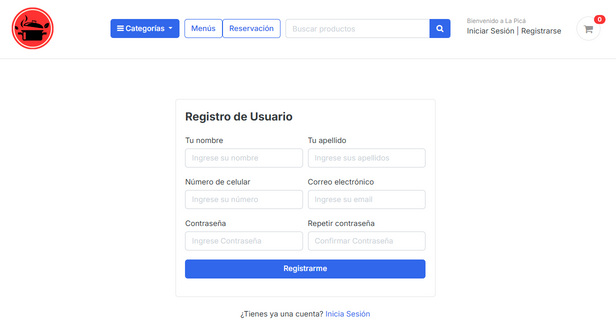 Categorías
Menús
Reservación
Buscar productos
Bienvenido a La Picá
Iniciar Sesión | Registrarse
0
Registro de Usuario
Tu nombre
Tu apellido
Ingrese su nombre
Ingrese sus apellidos
Número de celular
Correo electrónico
Ingrese su número
Ingrese su email
Contraseña
Repetir contraseña
Ingrese Contraseña
Confirmar Contraseña
Registrarme
¿Tienes ya una cuenta? Inicia Sesión